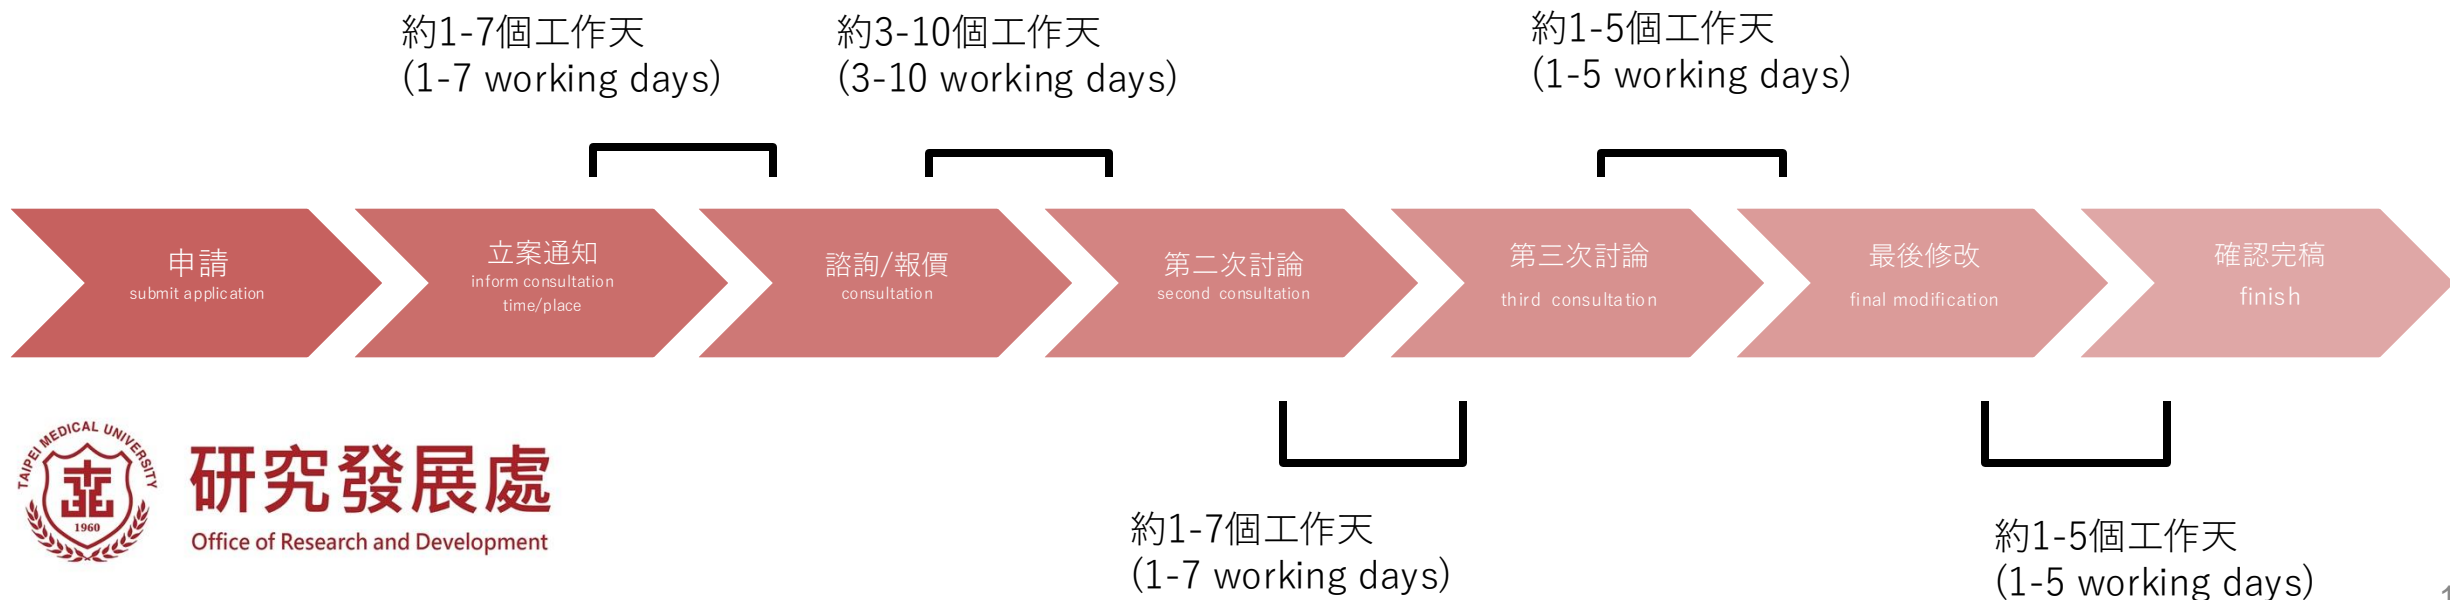 約1-7個工作天
(1-7 working days)
約3-10個工作天
(3-10 working days)
約1-5個工作天
(1-5 working days)
申請
submit application
立案通知
inform consultation
time/place
諮詢/報價
consultation
第二次討論
second consultation
第三次討論
third consultation
最後修改
final modification
確認完稿
finish
TAIPEI MEDICAL UNIVERSITY
1960
研究發展處
Office of Research and Development
約1-7個工作天
(1-7 working days)
約1-5個工作天
(1-5 working days)